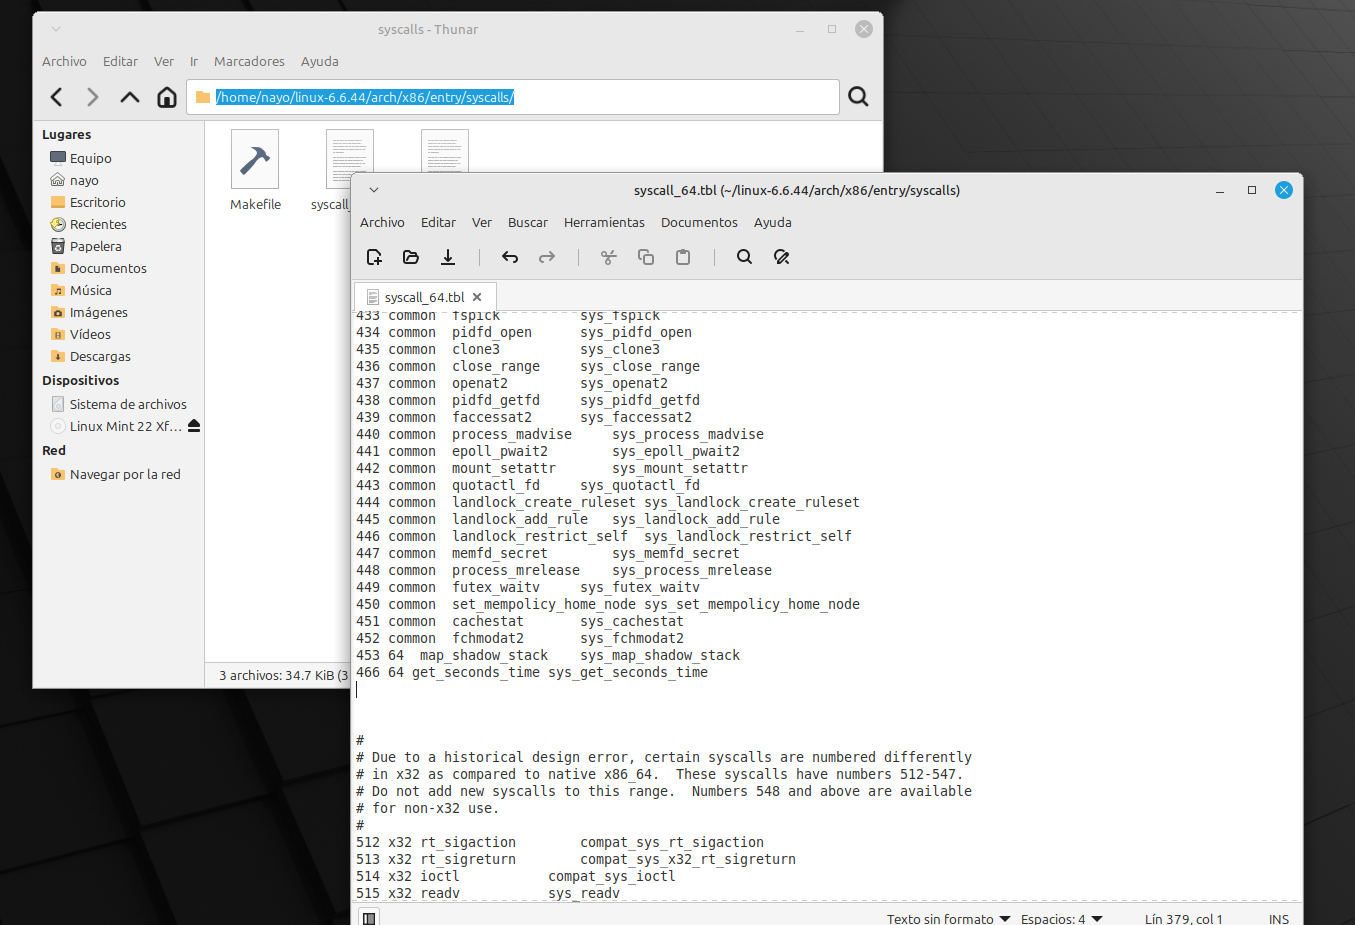 syscalls - Thunar
Archivo Editar Ver Ir Marcadores Ayuda
/home/nayo/linux-6.6.44/arch/x86/entry/syscalls/
Lugares
Equipo
nayo
Escritorio
Recientes
Papelera
Documentos
Música
Imágenes
Vídeos
Descargas
Dispositivos
Sistema de archivos
Linux Mint 22 Xf...
Red
Navegar por la red
Makefile
syscall_
3 archivos: 34.7 KiB (3
syscall_64.tbl (~/linux-6.6.44/arch/x86/entry/syscalls)
Archivo Editar Ver Buscar Herramientas Documentos Ayuda
syscall_64.tbl
433 common fspick sys_fspick
434 common pidfd_open sys_pidfd_open
435 common clone3 sys_clone3
436 common close_range sys_close_range
437 common openat2 sys_openat2
438 common pidfd_getfd sys_pidfd_getfd
439 common faccessat2 sys_faccessat2
440 common process_madvise sys_process_madvise
441 common epoll_pwait2 sys_epoll_pwait2
442 common mount_setattr sys_mount_setattr
443 common quotactl_fd sys_quotactl_fd
444 common landlock_create_ruleset sys_landlock_create_ruleset
445 common landlock_add_rule sys_landlock_add_rule
446 common landlock_restrict_self sys_landlock_restrict_self
447 common memfd_secret sys_memfd_secret
448 common process_mrelease sys_process_mrelease
449 common futex_waitv sys_futex_waitv
450 common set_mempolicy_home_node sys_set_mempolicy_home_node
451 common cachestat sys_cachestat
452 common fchmodat2 sys_fchmodat2
453 64 map_shadow_stack sys_map_shadow_stack
466 64 get_seconds_time sys_get_seconds_time
#
# Due to a historical design error, certain syscalls are numbered differently
# in x32 as compared to native x86_64. These syscalls have numbers 512-547.
# Do not add new syscalls to this range. Numbers 548 and above are available
# for non-x32 use.
#
512 x32 rt_sigaction compat_sys_rt_sigaction
513 x32 rt_sigreturn compat_sys_x32_rt_sigreturn
514 x32 ioctl compat_sys_ioctl
515 x32 readv sys_readv
Texto sin formato Espacios: 4 Lín 379, col 1 INS